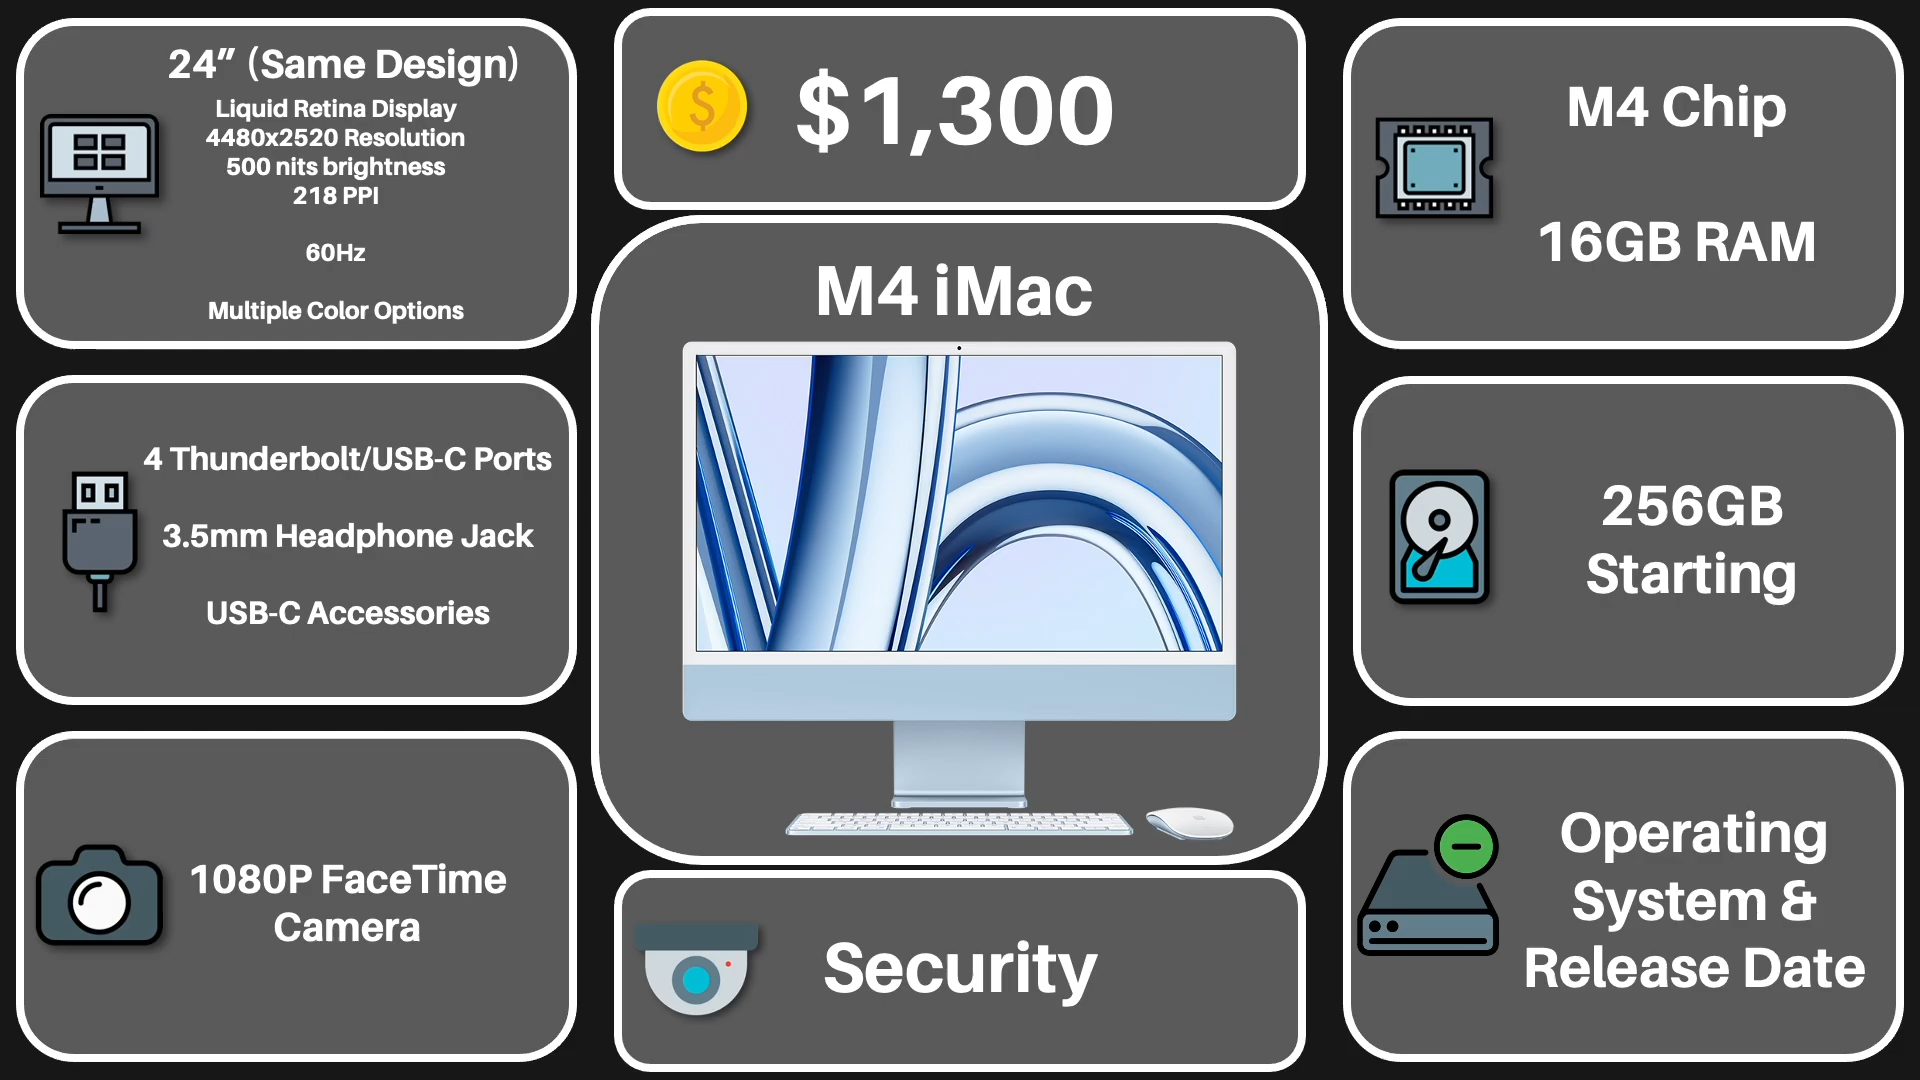 24” (Same Design)
Liquid Retina Display
4480x2520 Resolution
500 nits brightness
218 PPI
60Hz
Multiple Color Options
$1,300
M4 Chip
16GB RAM
M4 iMac
4 Thunderbolt/USB-C Ports
3.5mm Headphone Jack
USB-C Accessories
256GB
Starting
1080P FaceTime
Camera
Security
Operating
System &
Release Date